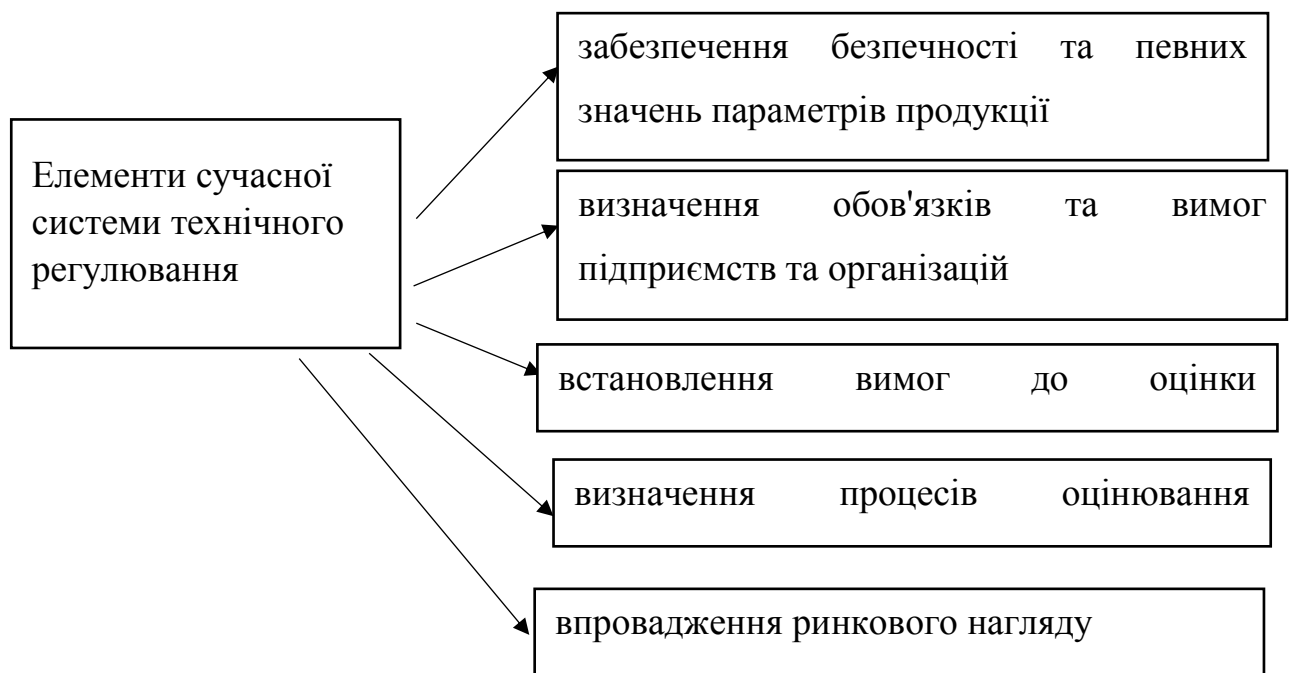 Елементи сучасної
системи технічного
регулювання
забезпечення безпечності та певних
значень параметрів продукції
визначення обов'язків та вимог
підприємств та організацій
встановлення вимог до оцінки
визначення процесів оцінювання
впровадження ринкового нагляду